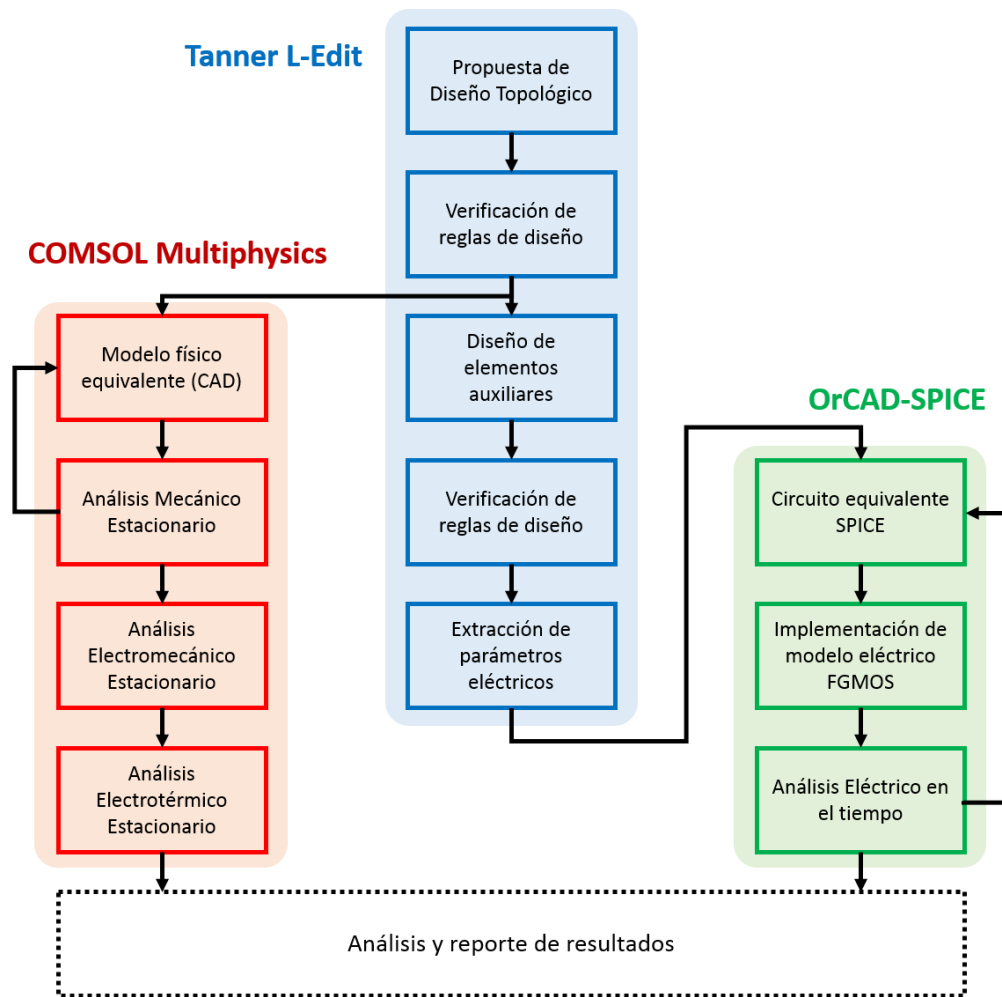 Tanner L-Edit
Propuesta de
Diseño Topológico
Verificación de
reglas de diseño
COMSOL Multiphysics
Modelo físico
equivalente (CAD)
Análisis Mecánico
Estacionario
Análisis
Electromecánico
Estacionario
Análisis
Electrotérmico
Estacionario
Diseño de
elementos
auxiliares
Verificación de
reglas de diseño
Extracción de
parámetros
eléctricos
OrCAD-SPICE
Circuito equivalente
SPICE
Implementación de
modelo eléctrico
FGMOS
Análisis Eléctrico en
el tiempo
Análisis y reporte de resultados